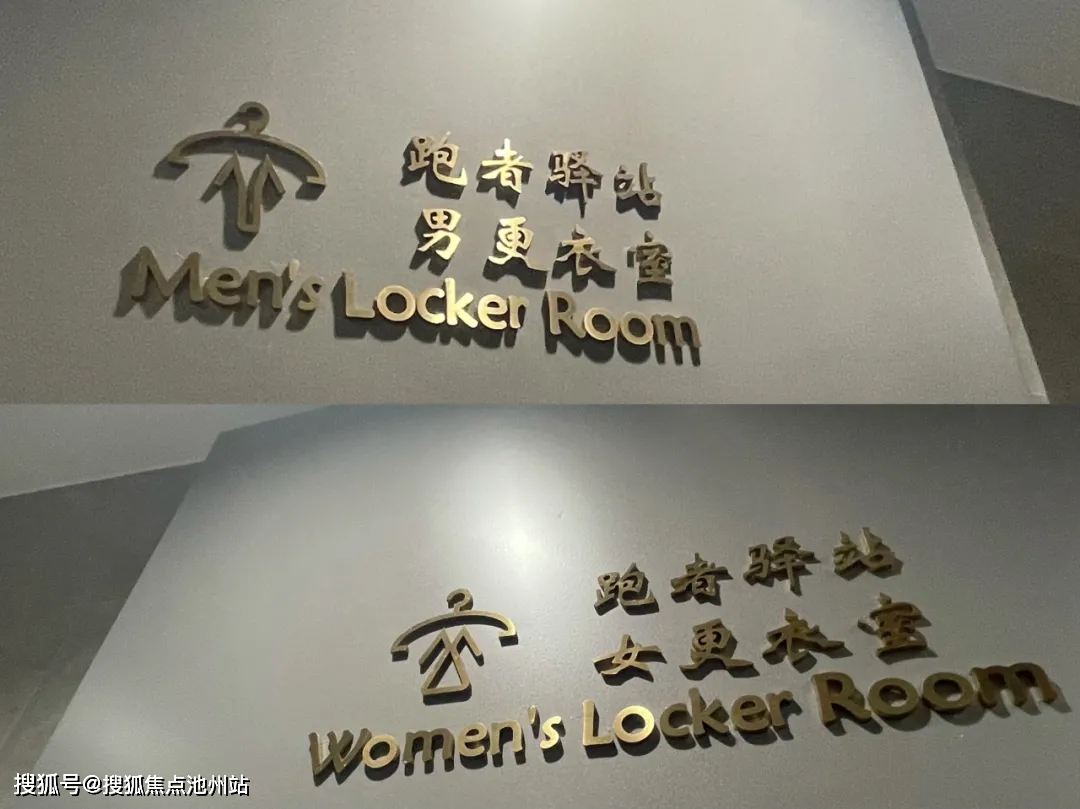 跑者驿站
男更衣室
Men's Locker Room
跑者驿站
女更衣室
Women's Locker Room
搜狐号@搜狐焦点池州站